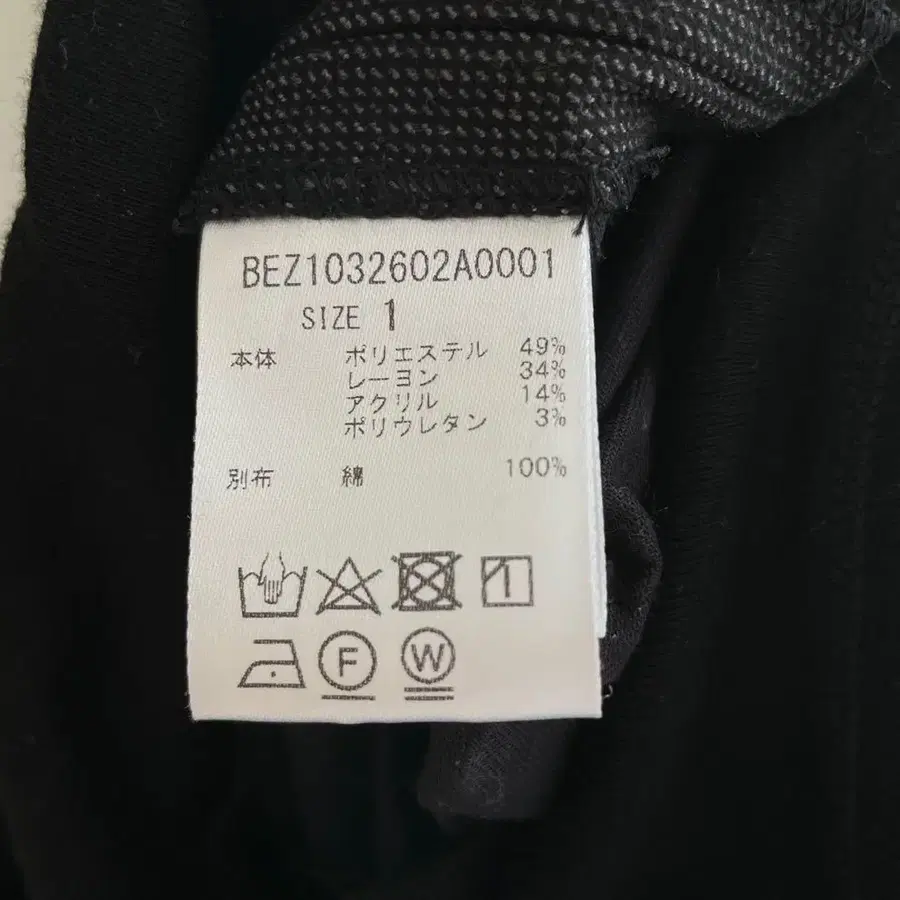 BEZ1032602A0001
SIZE 1
本体 ポリエステル 49%
レーヨン 34%
アクリル 14%
ポリウレタン 3%
別布 綿 100%
F W